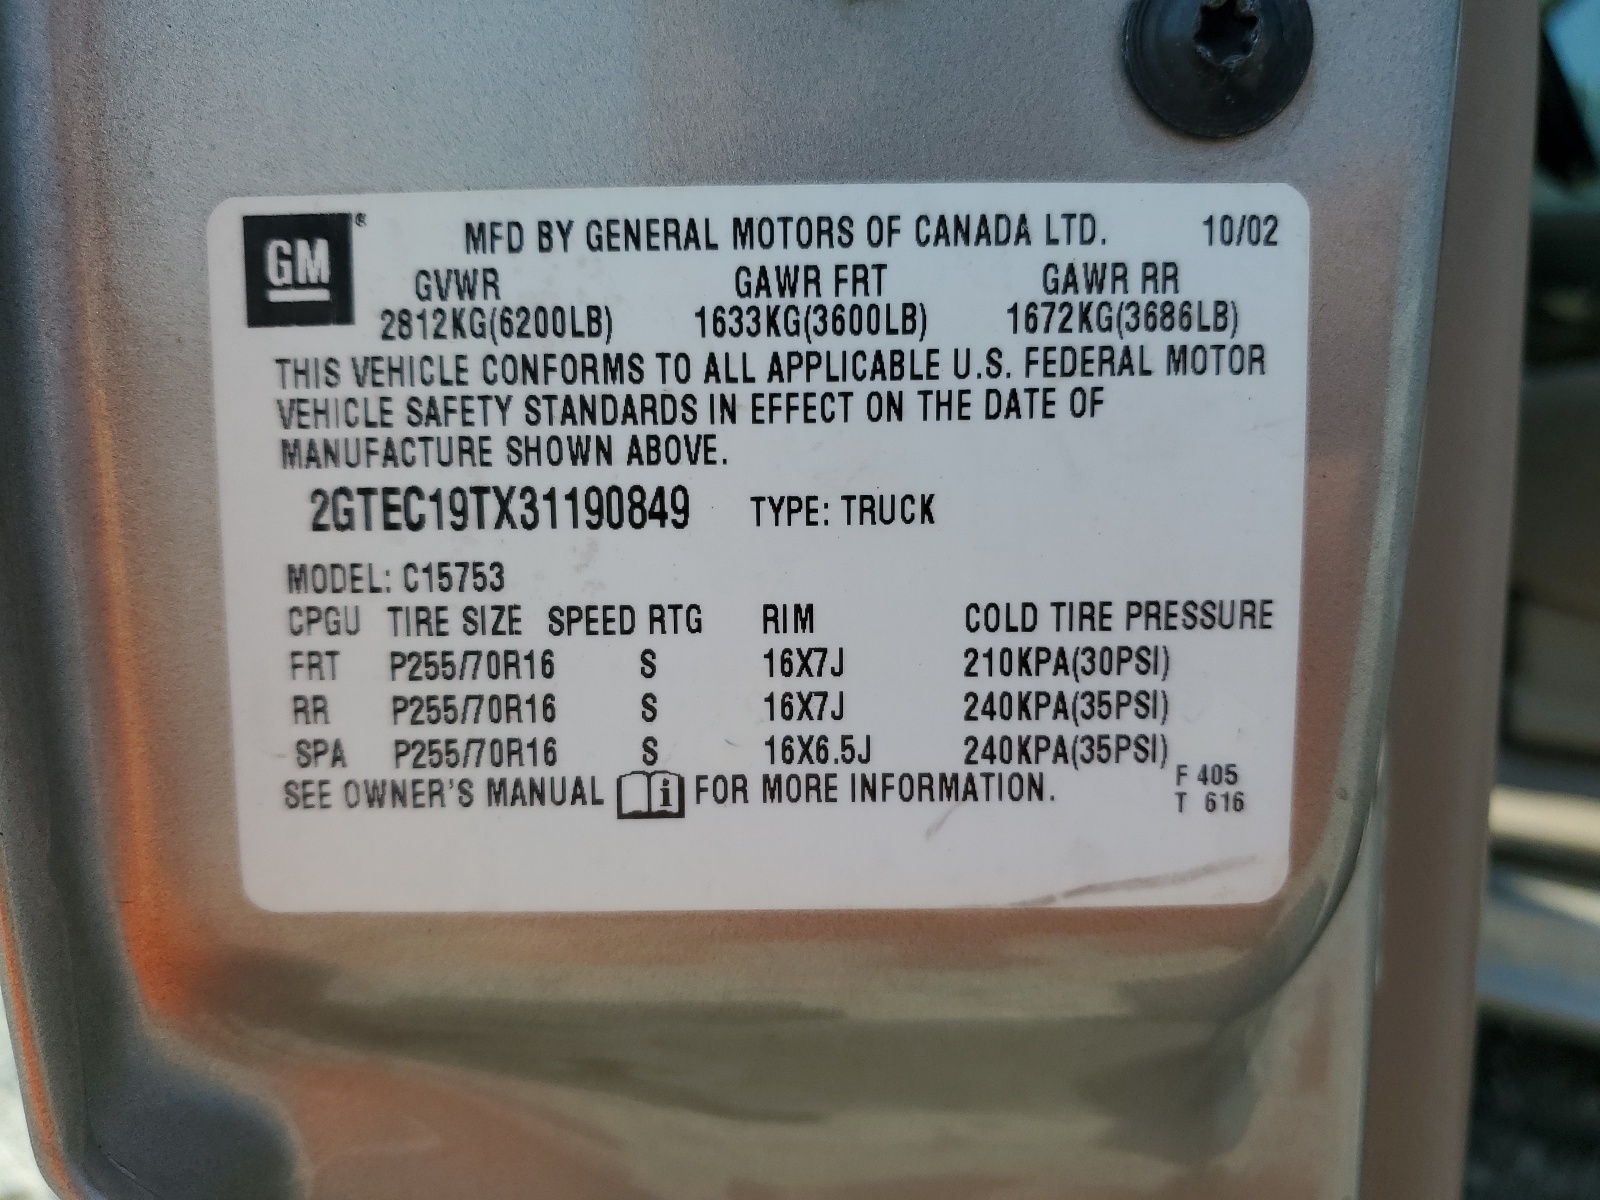 GM ® MFD BY GENERAL MOTORS OF CANADA LTD. 10/02
GVWR GAWR FRT GAWR RR
2812KG(6200LB) 1633KG(3600LB) 1672KG(3686LB)
THIS VEHICLE CONFORMS TO ALL APPLICABLE U.S. FEDERAL MOTOR
VEHICLE SAFETY STANDARDS IN EFFECT ON THE DATE OF
MANUFACTURE SHOWN ABOVE.
2GTEC19TX31190849 TYPE: TRUCK
MODEL: C15753
CPGU TIRE SIZE SPEED RTG RIM COLD TIRE PRESSURE
FRT P255/70R16 S 16X7J 210KPA(30PSI)
RR P255/70R16 S 16X7J 240KPA(35PSI)
SPA P255/70R16 S 16X6.5J 240KPA(35PSI)
SEE OWNER'S MANUAL i FOR MORE INFORMATION.
F 405
T 616